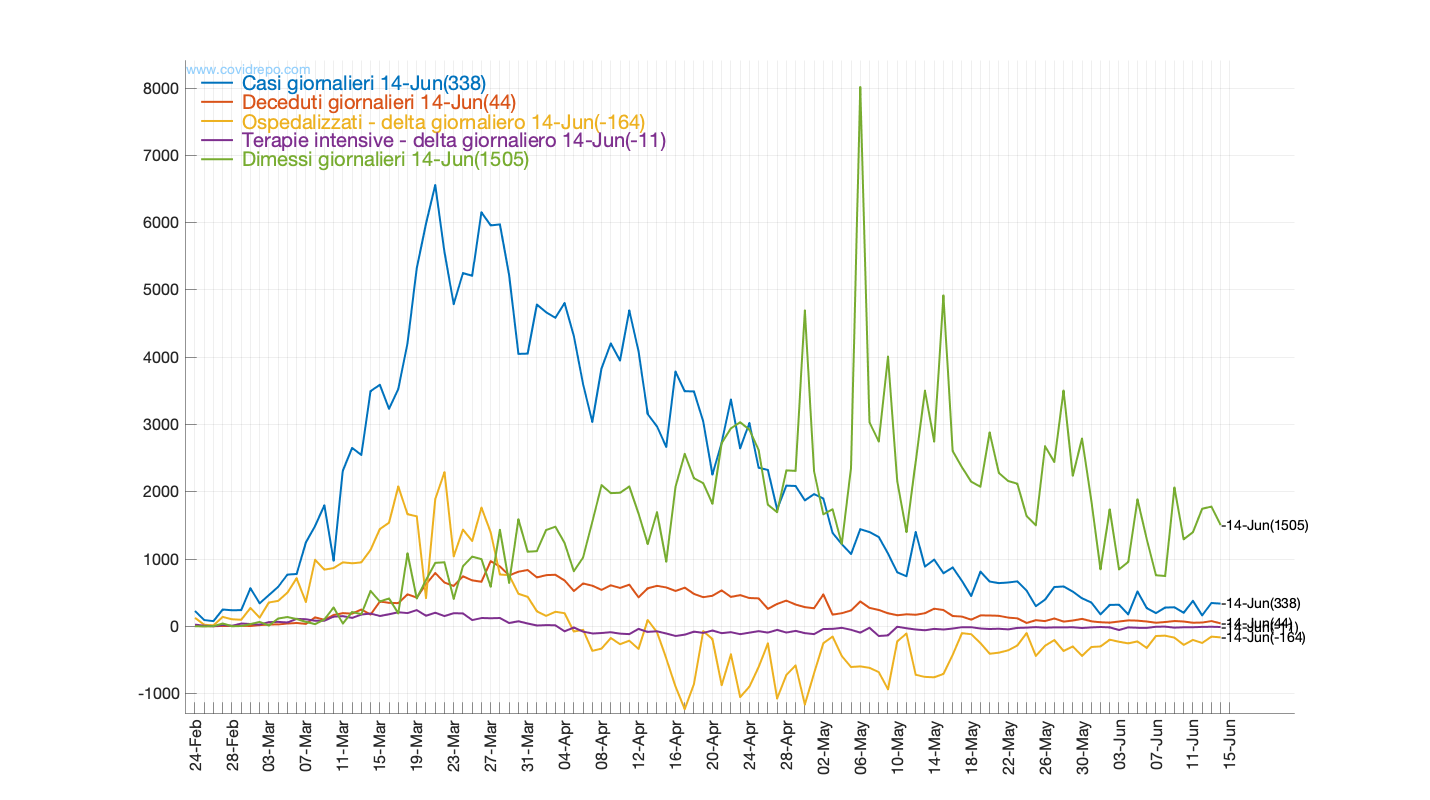 www.covidrepo.com
Casi giornalieri 14-Jun(338)
Deceduti giornalieri 14-Jun(44)
Ospedalizzati - delta giornaliero 14-Jun(-164)
Terapie intensive - delta giornaliero 14-Jun(-11)
Dimessi giornalieri 14-Jun(1505)
8000
7000
6000
5000
4000
3000
2000
1000
0
-1000
14-Jun(1505)
14-Jun(338)
14-Jun(44)
14-Jun(-11)
14-Jun(-164)
24-Feb
28-Feb
03-Mar
07-Mar
11-Mar
15-Mar
19-Mar
23-Mar
27-Mar
31-Mar
04-Apr
08-Apr
12-Apr
16-Apr
20-Apr
24-Apr
28-Apr
02-May
06-May
10-May
14-May
18-May
22-May
26-May
30-May
03-Jun
07-Jun
11-Jun
15-Jun